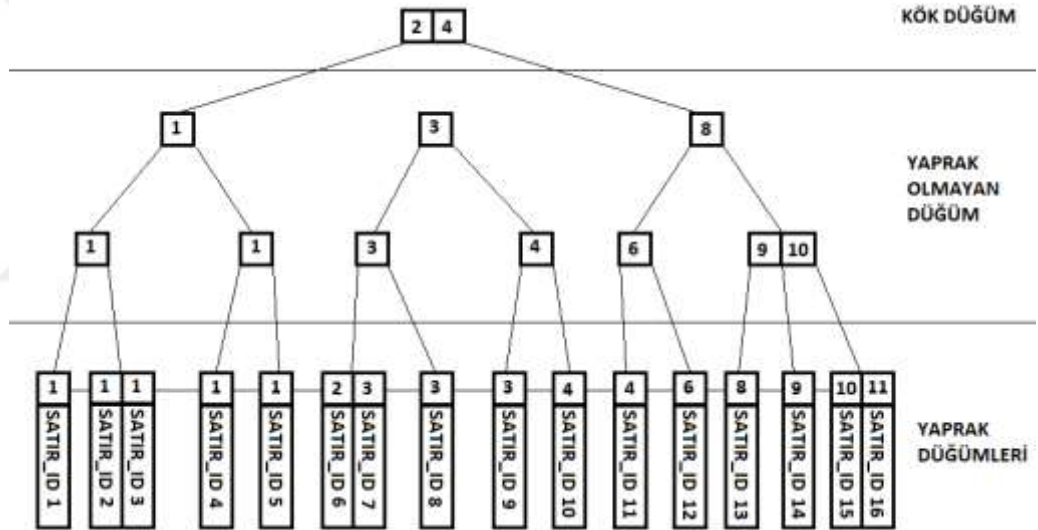 KÖK DÜĞÜM
2 4
1 3 8
YAPRAK
OLMAYAN
DÜĞÜM
1 1 3 4 6 9 10
1 1 1 1 1 2 3 3 3 4 4 6 8 9 10 11
SATIR_ID 1
SATIR_ID 2
SATIR_ID 3
SATIR_ID 4
SATIR_ID 5
SATIR_ID 6
SATIR_ID 7
SATIR_ID 8
SATIR_ID 9
SATIR_ID 10
SATIR_ID 11
SATIR_ID 12
SATIR_ID 13
SATIR_ID 14
SATIR_ID 15
SATIR_ID 16
YAPRAK
DÜĞÜMLERİ